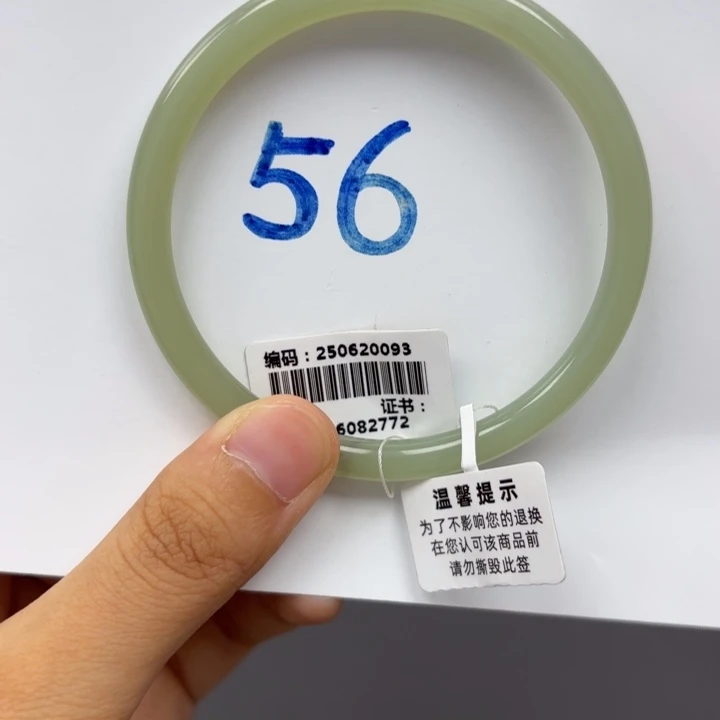 56
编码：250620093
证书：
6082772
温馨提示
为了不影响您的退换
在您认可该商品前
请勿撕毁此签